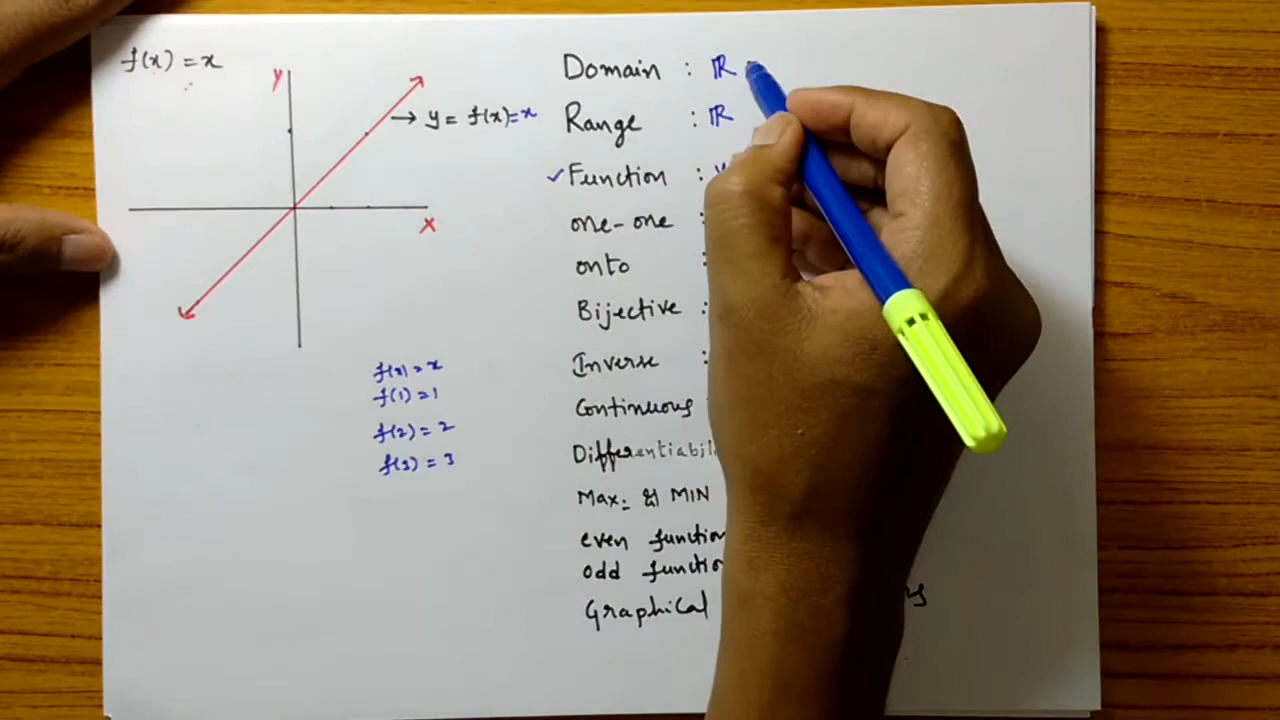 f(x) = x
y
→ y = f(x) = x
x
f(x) = x
f(1) = 1
f(2) = 2
f(3) = 3
Domain : ℝ
Range : ℝ
✓ Function :
one-one :
onto :
Bijective :
Inverse :
Continuous
Differentiabil
Max. & MIN
even function
odd function
Graphical